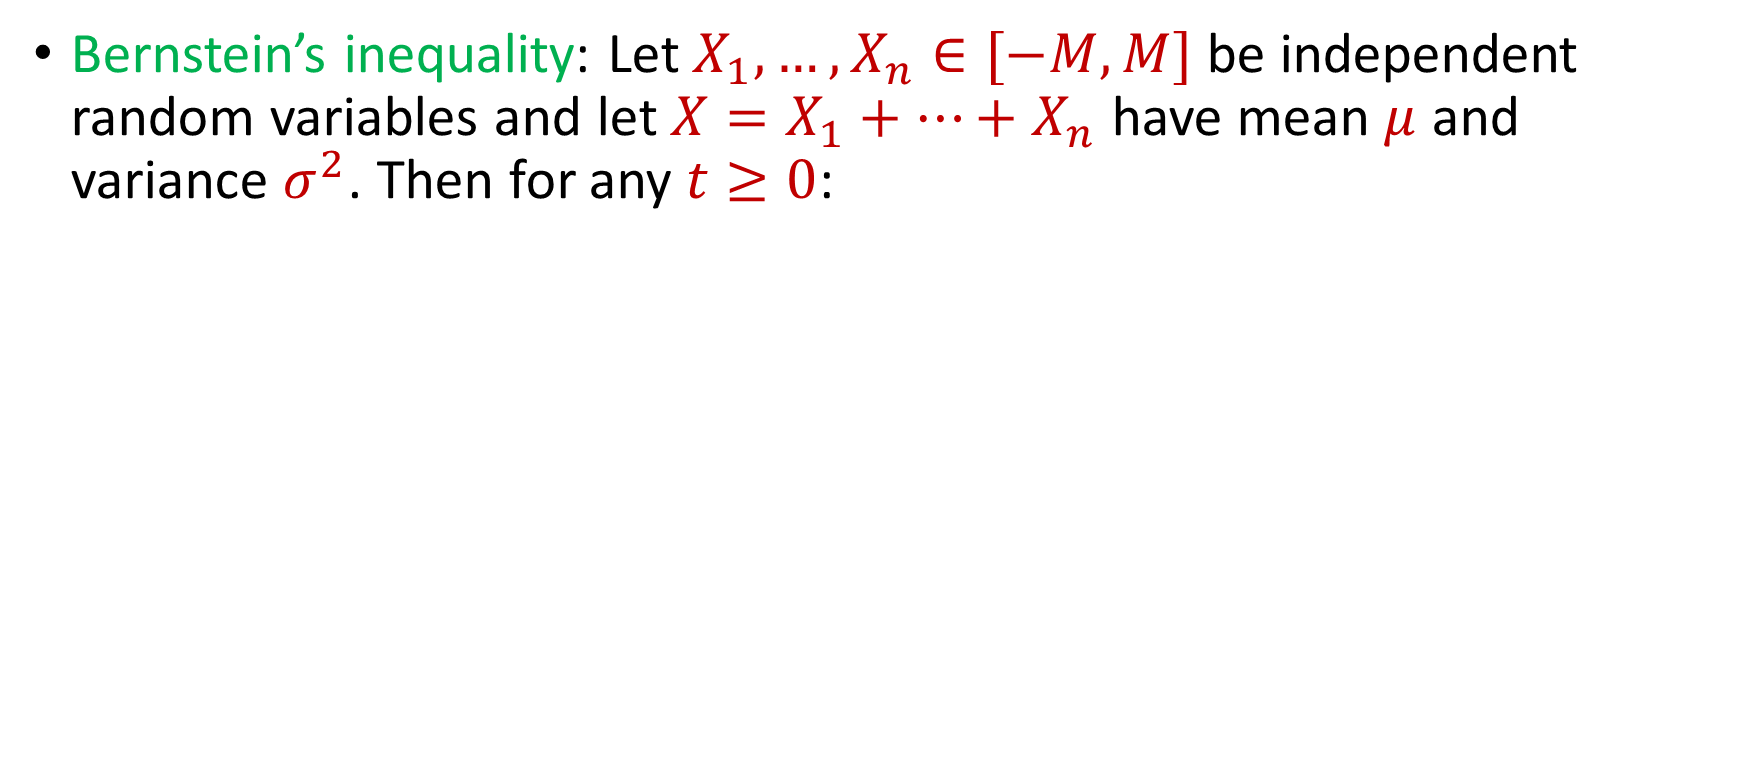 • Bernstein’s inequality: Let X₁, … , Xₙ ∈ [−M, M] be independent
random variables and let X = X₁ + ⋯ + Xₙ have mean μ and
variance σ². Then for any t ≥ 0: